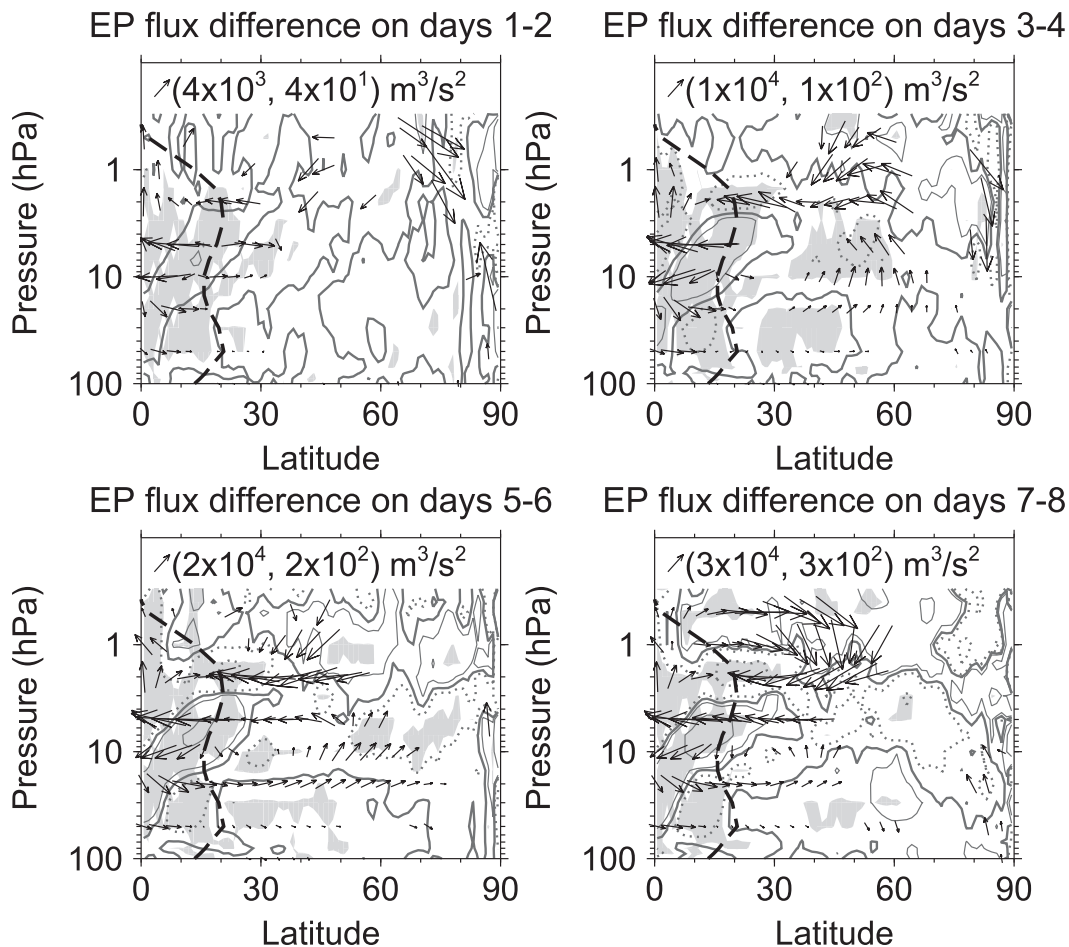 EP flux difference on days 1-2
(4x10³, 4x10¹) m³/s²
Pressure (hPa)
1
10
100
0 30 60 90
Latitude
EP flux difference on days 3-4
(1x10⁴, 1x10²) m³/s²
Pressure (hPa)
1
10
100
0 30 60 90
Latitude
EP flux difference on days 5-6
(2x10⁴, 2x10²) m³/s²
Pressure (hPa)
1
10
100
0 30 60 90
Latitude
EP flux difference on days 7-8
(3x10⁴, 3x10²) m³/s²
Pressure (hPa)
1
10
100
0 30 60 90
Latitude